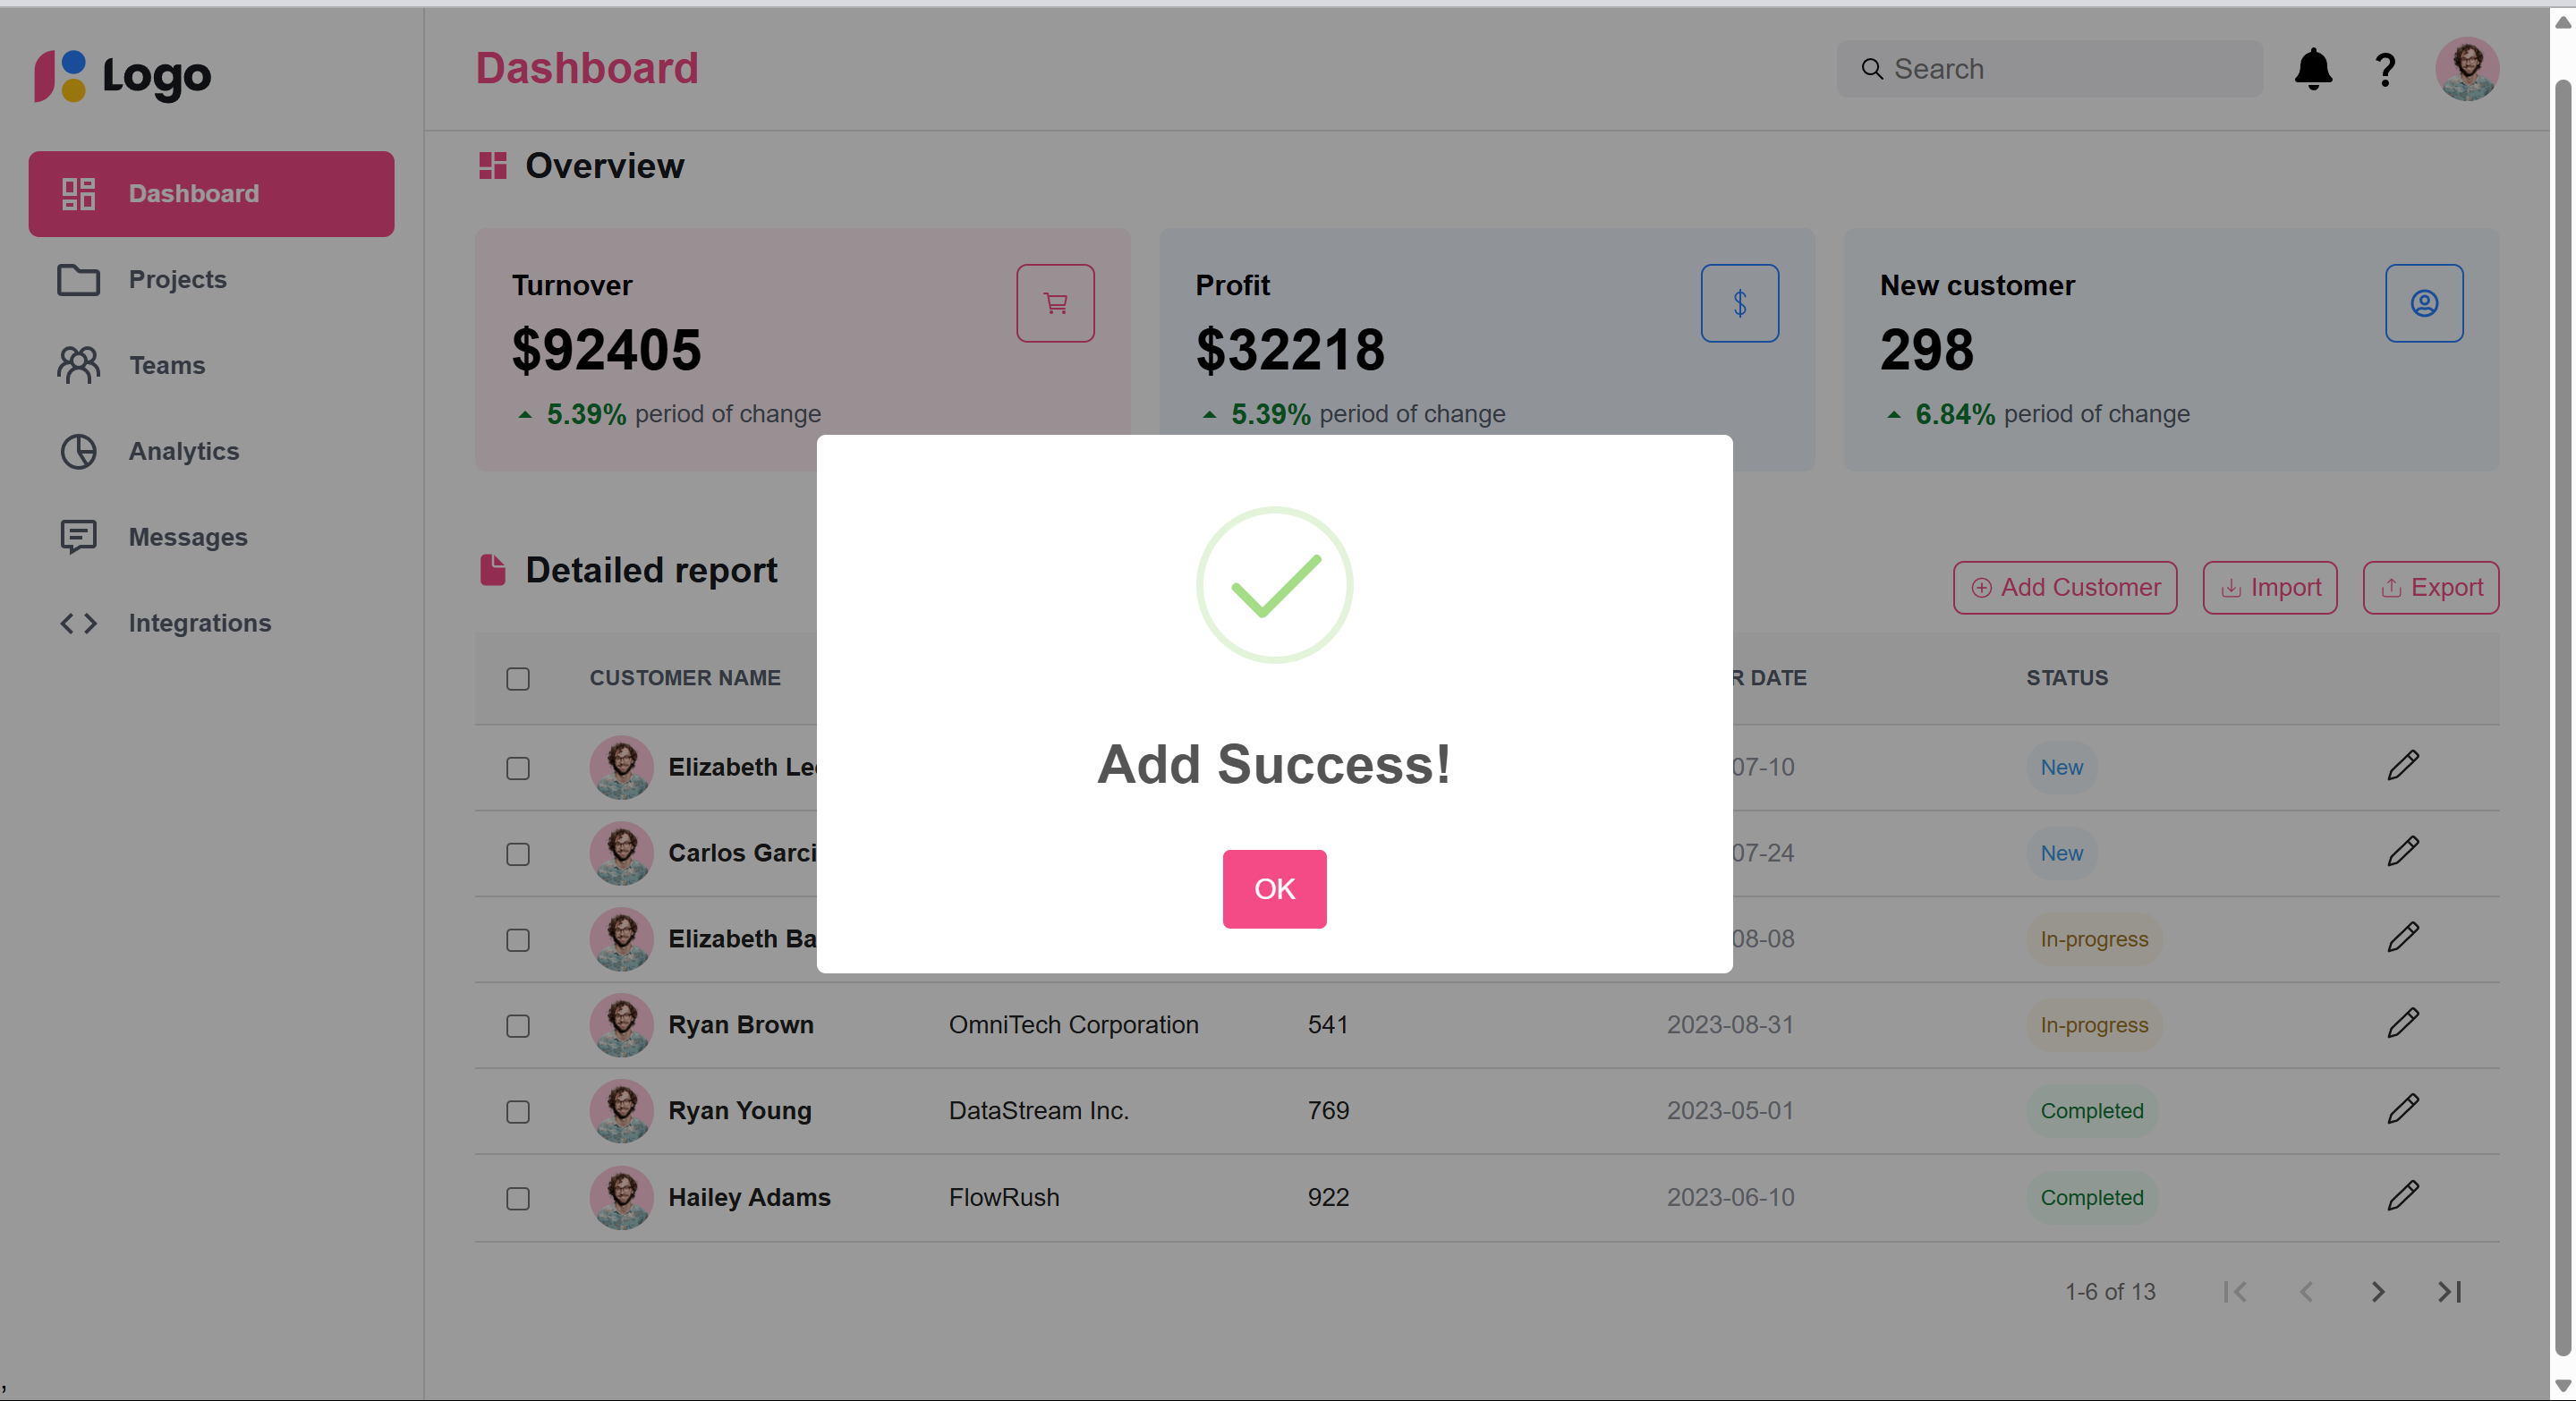 Logo
Dashboard
Search
?
Dashboard
Projects
Teams
Analytics
Messages
Integrations
Overview
Turnover
$92405
5.39% period of change
Profit
$32218
5.39% period of change
New customer
298
6.84% period of change
Detailed report
Add Customer
Import
Export
CUSTOMER NAME
DATE
STATUS
Elizabeth
07-10
New
Carlos
07-24
New
Elizabeth
08-08
In-progress
Ryan Brown OmniTech Corporation 541 2023-08-31 In-progress
Ryan Young DataStream Inc. 769 2023-05-01 Completed
Hailey Adams FlowRush 922 2023-06-10 Completed
1-6 of 13
Add Success!
OK
,